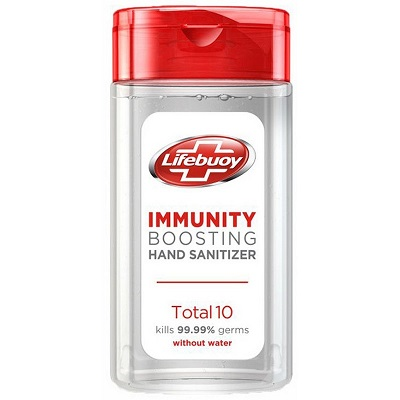 Lifebuoy
IMMUNITY
BOOSTING
HAND SANITIZER
Total 10
kills 99.99% germs
without water